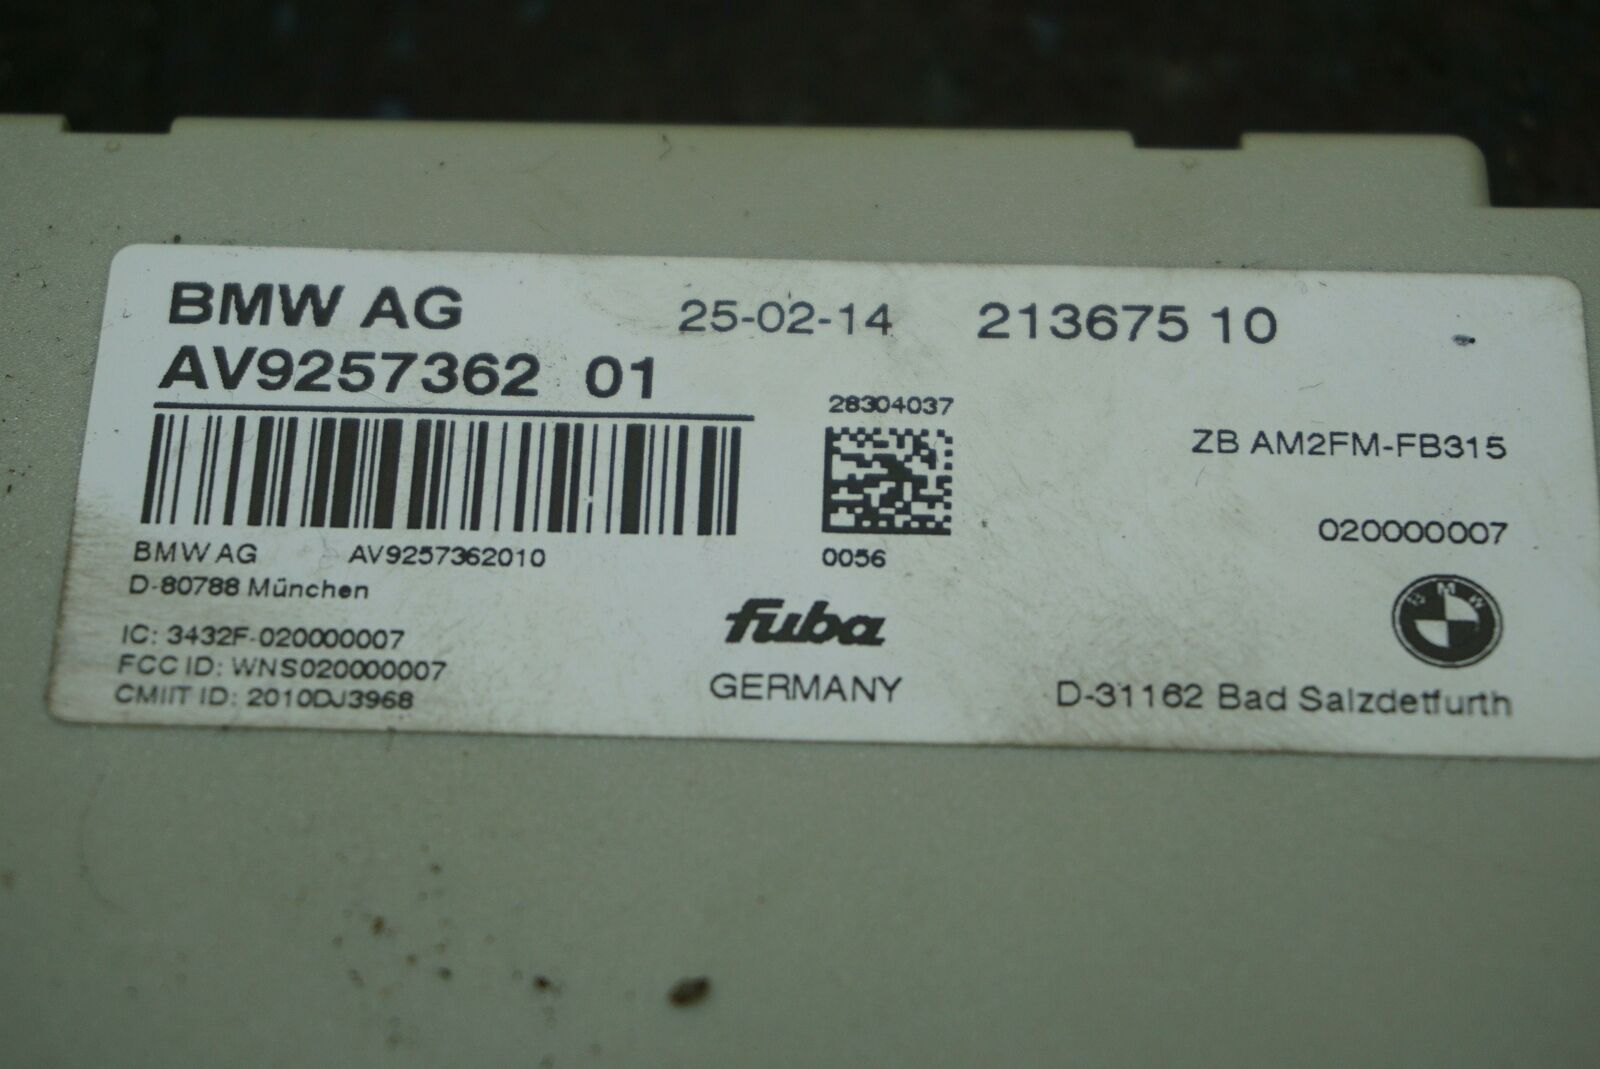 BMW AG 25-02-14 213675 10
AV9257362 01
28304037
ZB AM2FM-FB315
020000007
BMW AG AV9257362010 0056
D-80788 München
BMW
IC: 3432F-020000007
fuba
FCC ID: WNS020000007
GERMANY
CMIIT ID: 2010DJ3968
D-31162 Bad Salzdetfurth